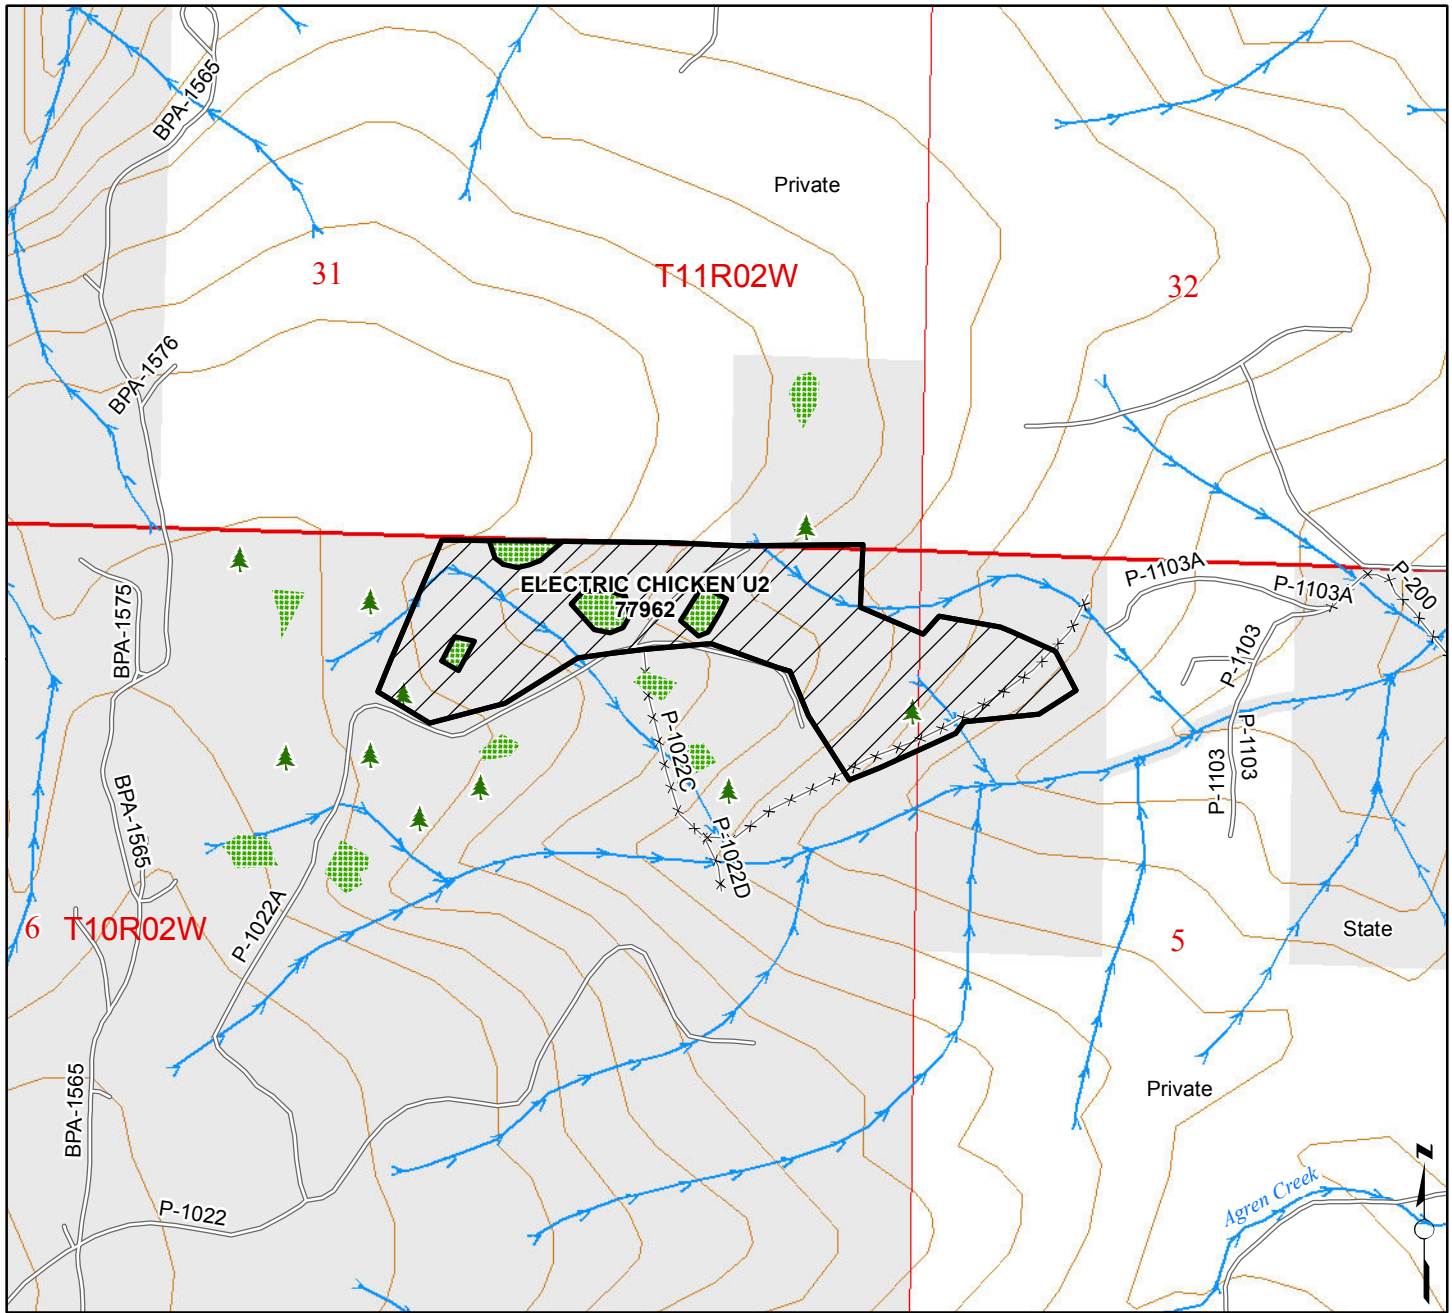 BPA-1565
Private
31
T11R02W
32
BPA-1576
P-1103A
P-1103A
P-200
ELECTRIC CHICKEN U2
77962
BPA-1575
P-1103
P-1022C
P-1103
P-1103
BPA-1565
P-1022D
P-1022A
6
T10R02W
5
State
BPA-1565
Private
P-1022
Agren Creek
z